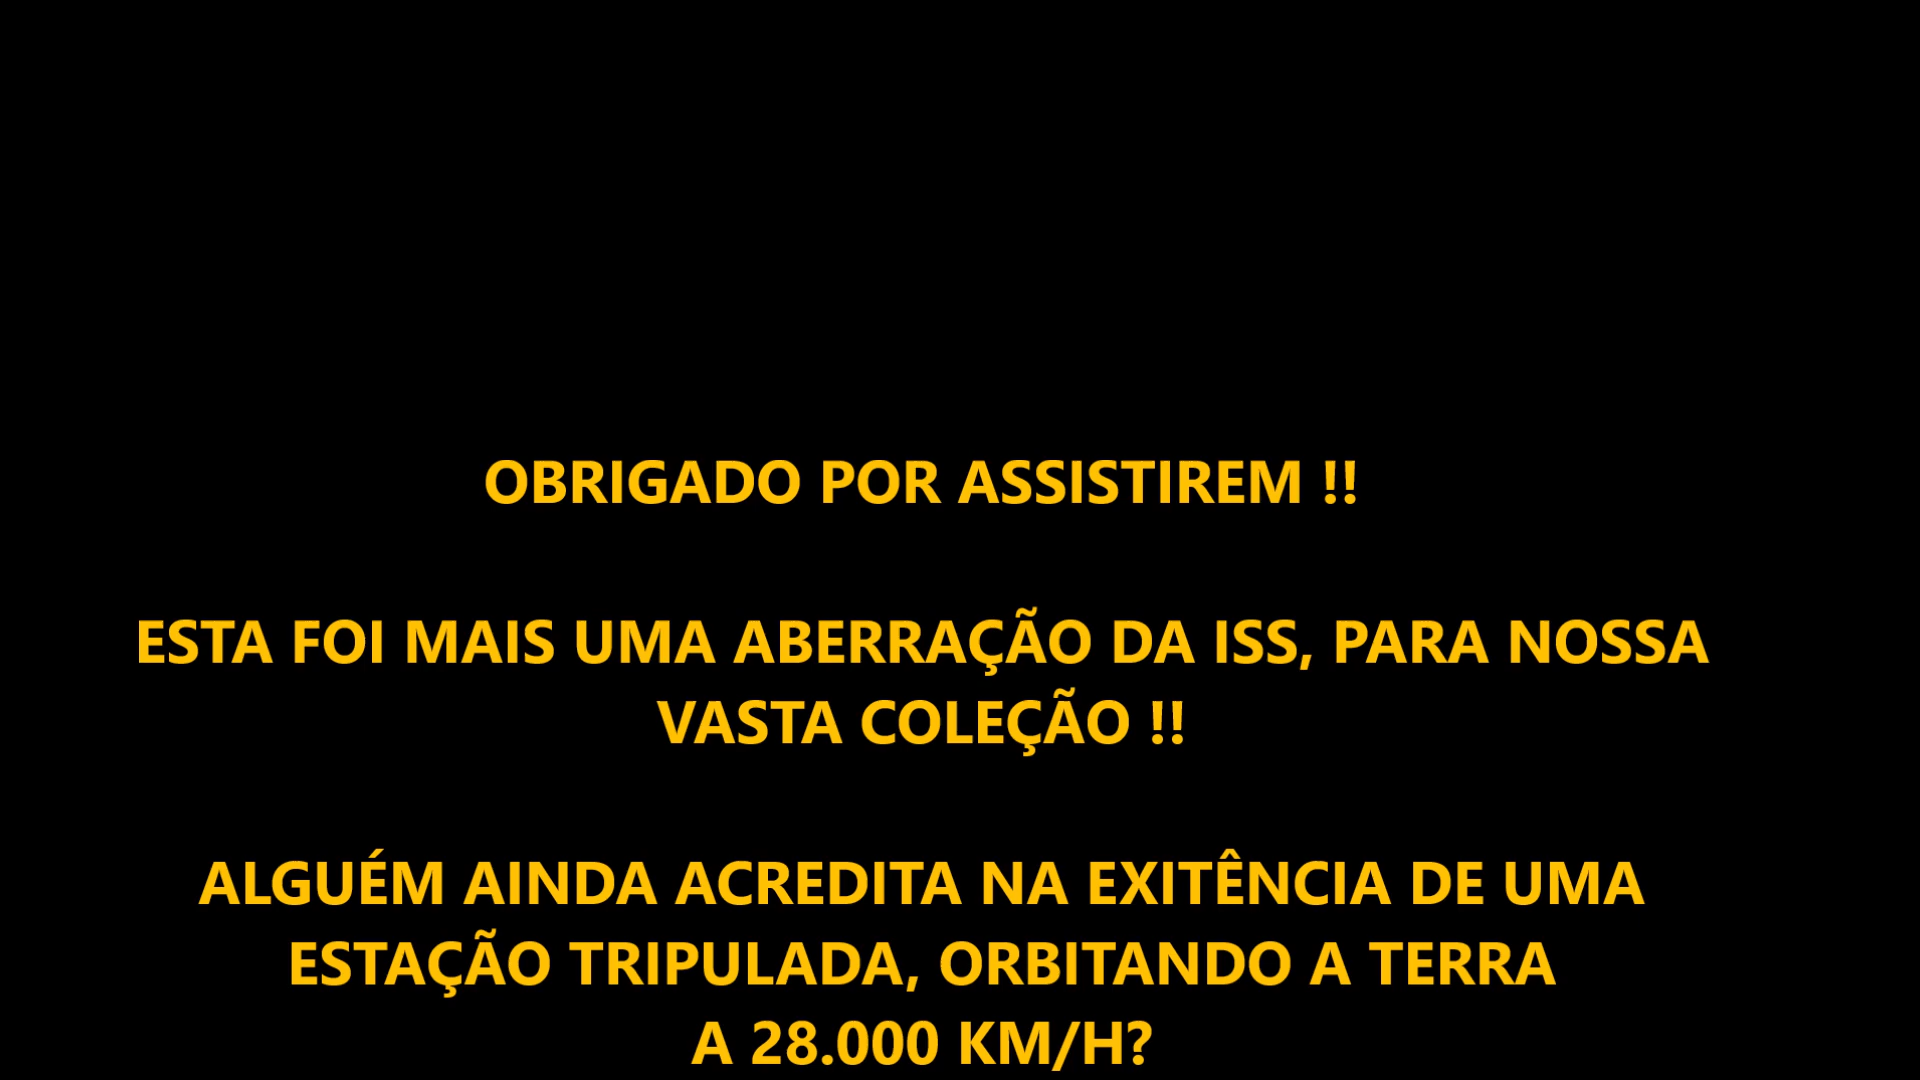 OBRIGADO POR ASSISTIREM !!
ESTA FOI MAIS UMA ABERRAÇÃO DA ISS, PARA NOSSA
VASTA COLEÇÃO !!
ALGUÉM AINDA ACREDITA NA EXITÊNCIA DE UMA
ESTAÇÃO TRIPULADA, ORBITANDO A TERRA
A 28.000 KM/H?